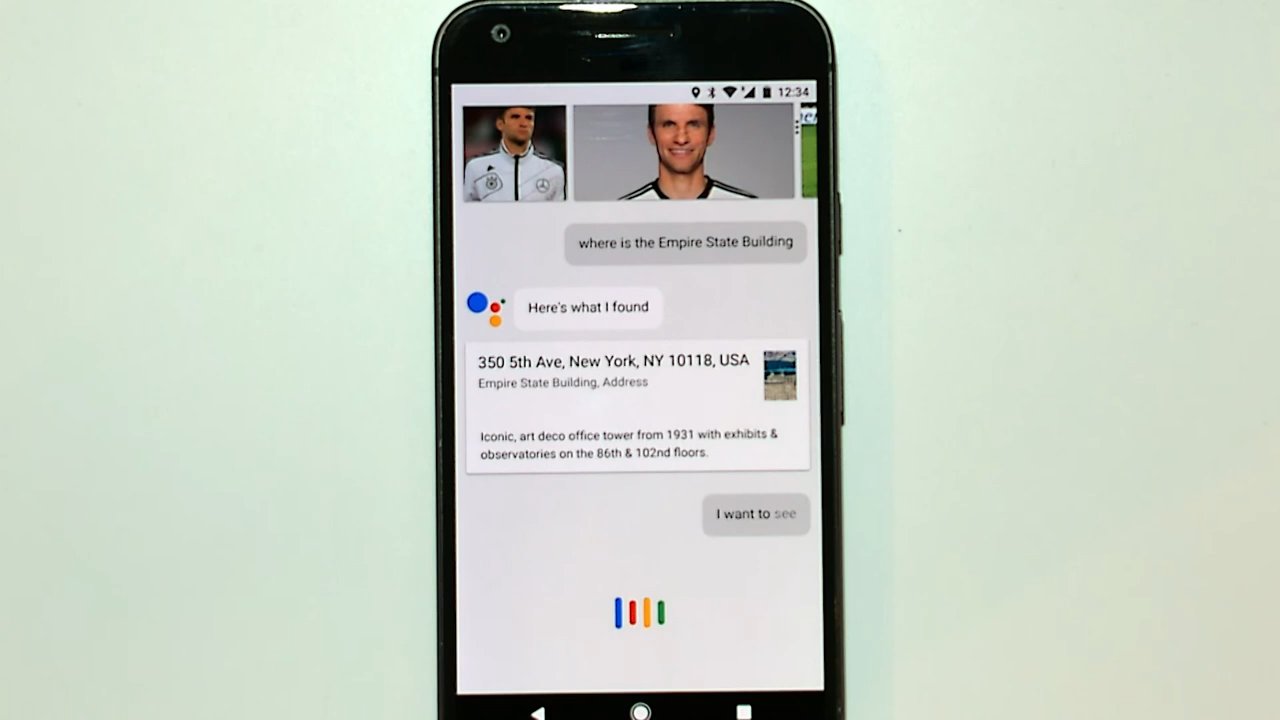 12:34
where is the Empire State Building
Here's what I found
350 5th Ave, New York, NY 10118, USA
Empire State Building, Address
Iconic, art deco office tower from 1931 with exhibits &
observatories on the 86th & 102nd floors.
I want to see